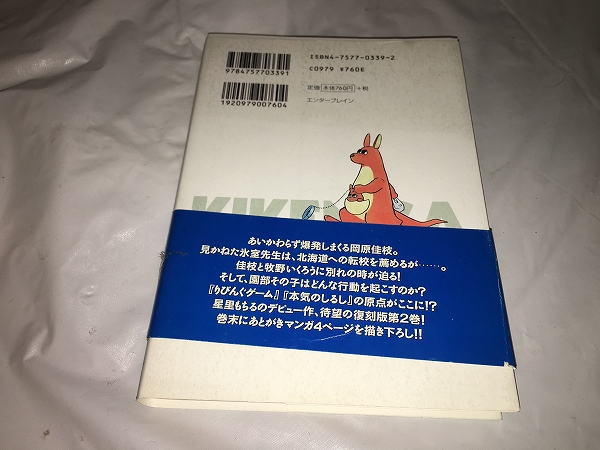 9784757703391
ISBN4-7577-0339-2
C0979 ¥760E
1920979007604
定価 本体760円 +税
エンターブレイン
あいかわらず爆発しまくる岡原佳枝。
見かねた氷室先生は、北海道への転校を薦めるが……。
佳枝と牧野いくろうに別れの時が迫る!
そして、園部その子はどんな行動を起こすのか?
『りびんぐゲーム』『本気のしるし』の原点がここに!?
星里もちるのデビュー作、待望の復刻版第2巻!
巻末にあとがきマンガ4ページを描き下ろし!!